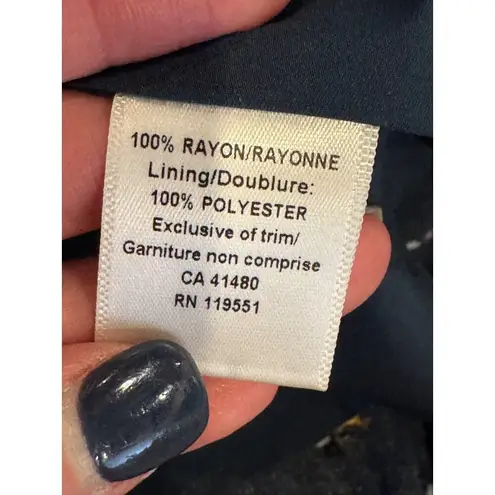 100% RAYON/RAYONNE
Lining/Doublure:
100% POLYESTER
Exclusive of trim/
Garniture non comprise
CA 41480
RN 119551